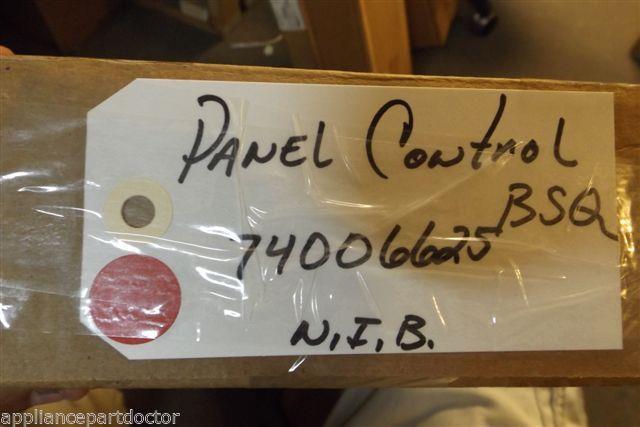 Panel Control
BSQ
74006625
N.I.B.
appliancepartdoctor